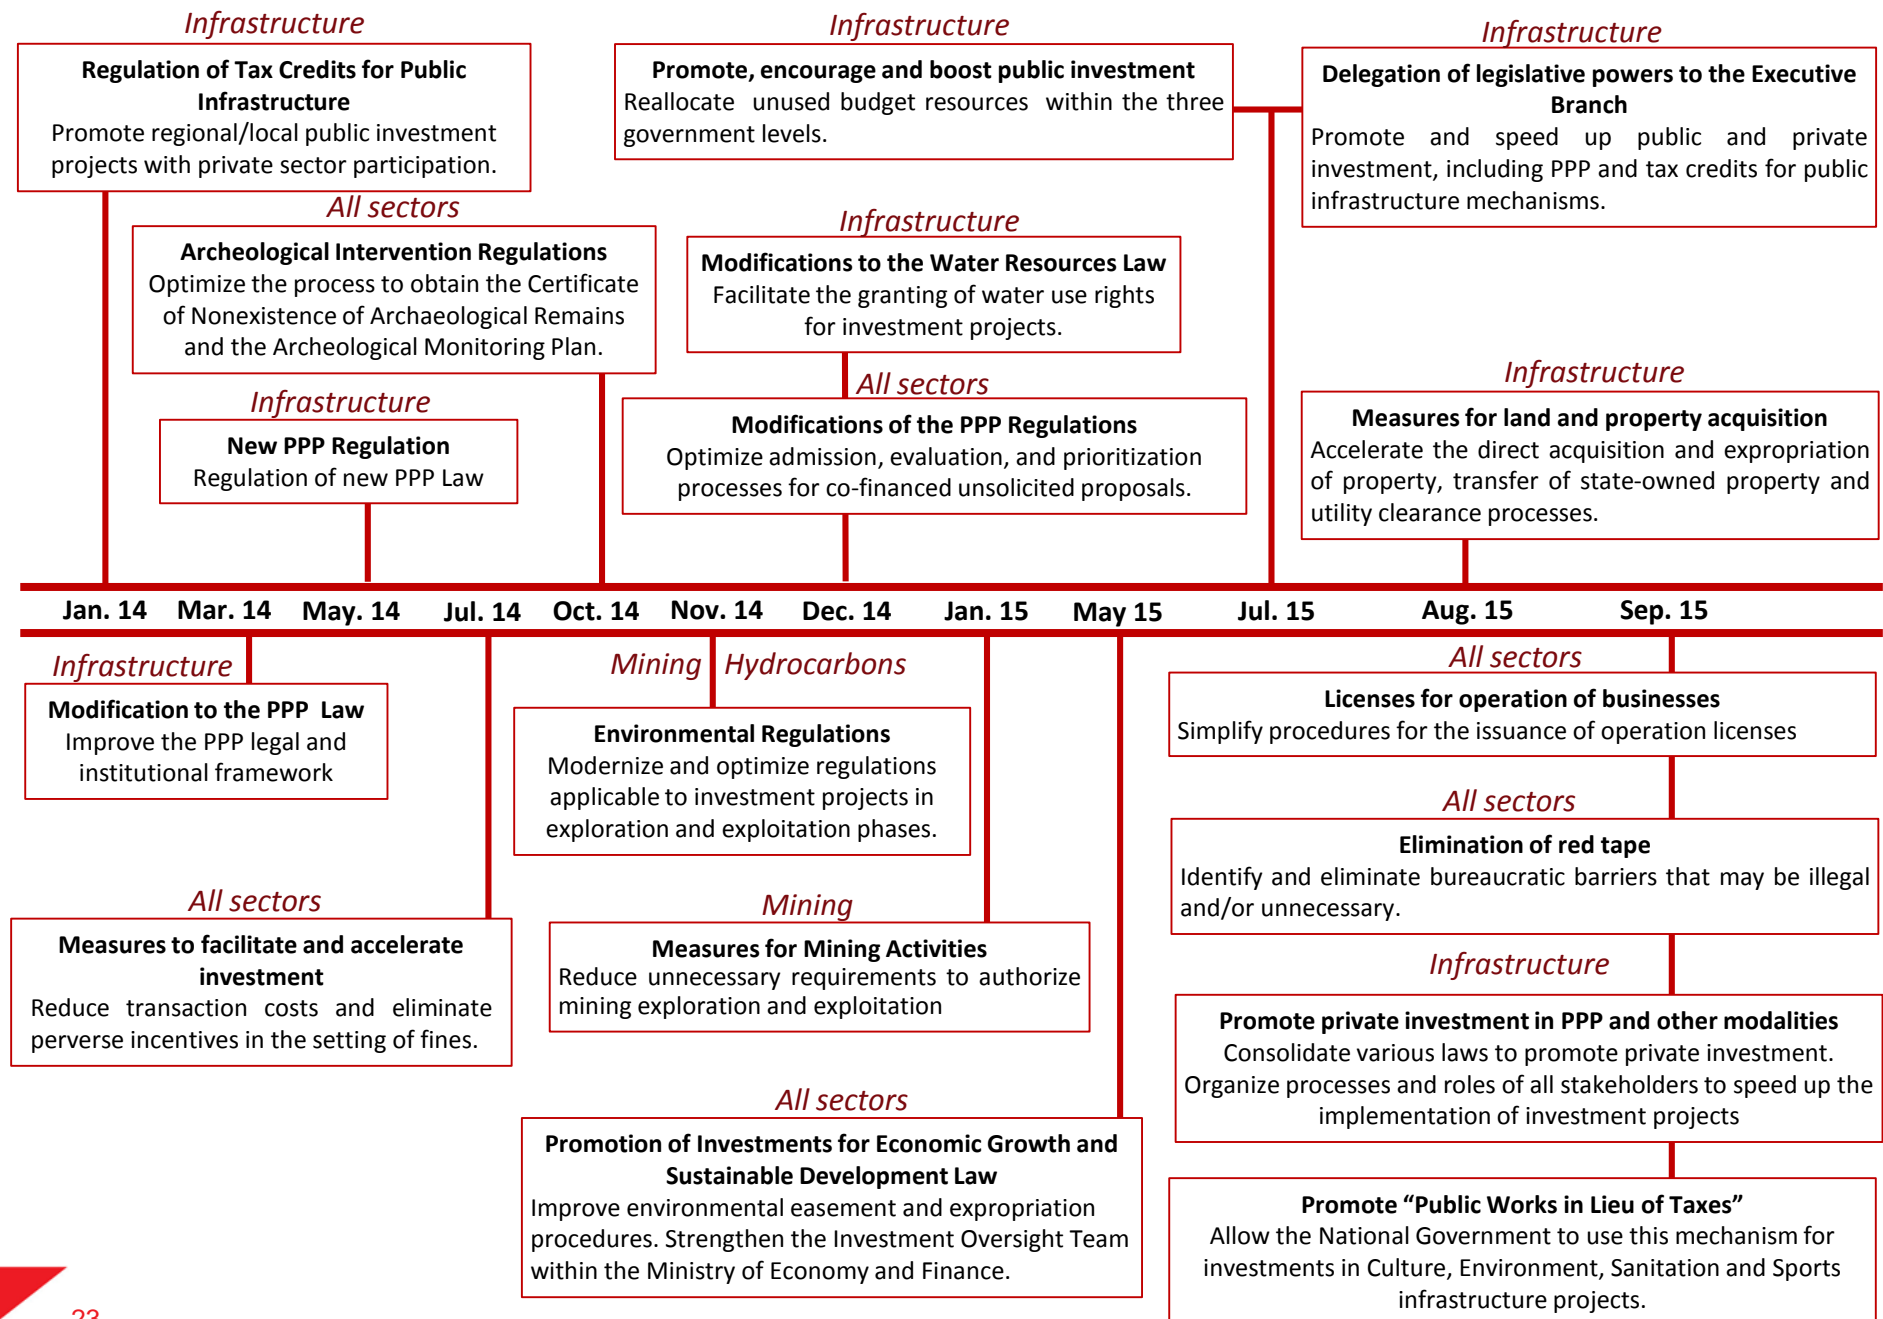 Infrastructure
Regulation of Tax Credits for Public
Infrastructure
Promote regional/local public investment
projects with private sector participation.
Infrastructure
Promote, encourage and boost public investment
Reallocate unused budget resources within the three
government levels.
Infrastructure
Delegation of legislative powers to the Executive
Branch
Promote and speed up public and private
investment, including PPP and tax credits for public
infrastructure mechanisms.
All sectors
Archeological Intervention Regulations
Optimize the process to obtain the Certificate
of Nonexistence of Archaeological Remains
and the Archeological Monitoring Plan.
Infrastructure
Modifications to the Water Resources Law
Facilitate the granting of water use rights
for investment projects.
Infrastructure
New PPP Regulation
Regulation of new PPP Law
All sectors
Modifications of the PPP Regulations
Optimize admission, evaluation, and prioritization
processes for co-financed unsolicited proposals.
Infrastructure
Measures for land and property acquisition
Accelerate the direct acquisition and expropriation
of property, transfer of state-owned property and
utility clearance processes.
Jan. 14 Mar. 14 May. 14 Jul. 14 Oct. 14 Nov. 14 Dec. 14 Jan. 15 May 15 Jul. 15 Aug. 15 Sep. 15
Infrastructure
Modification to the PPP Law
Improve the PPP legal and
institutional framework
Mining Hydrocarbons
Environmental Regulations
Modernize and optimize regulations
applicable to investment projects in
exploration and exploitation phases.
All sectors
Licenses for operation of businesses
Simplify procedures for the issuance of operation licenses
All sectors
Elimination of red tape
Identify and eliminate bureaucratic barriers that may be illegal
and/or unnecessary.
All sectors
Measures to facilitate and accelerate
investment
Reduce transaction costs and eliminate
perverse incentives in the setting of fines.
Mining
Measures for Mining Activities
Reduce unnecessary requirements to authorize
mining exploration and exploitation
Infrastructure
Promote private investment in PPP and other modalities
Consolidate various laws to promote private investment.
Organize processes and roles of all stakeholders to speed up the
implementation of investment projects
All sectors
Promotion of Investments for Economic Growth and
Sustainable Development Law
Improve environmental easement and expropriation
procedures. Strengthen the Investment Oversight Team
within the Ministry of Economy and Finance.
Promote “Public Works in Lieu of Taxes”
Allow the National Government to use this mechanism for
investments in Culture, Environment, Sanitation and Sports
infrastructure projects.
23